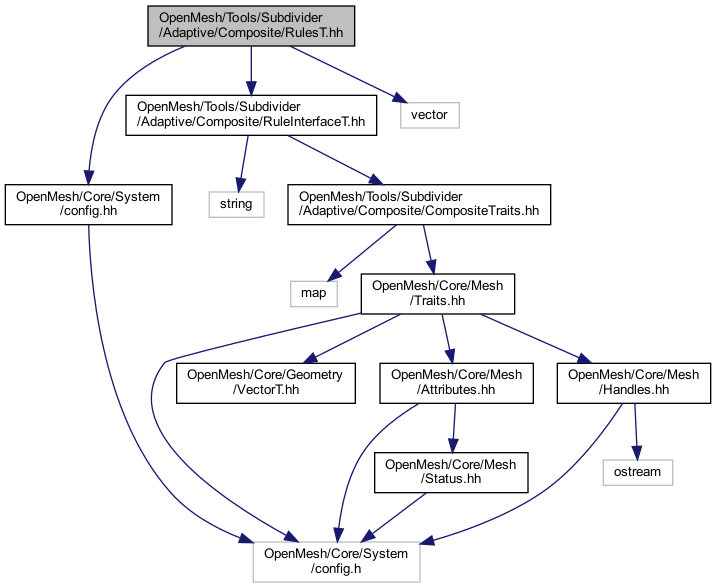 OpenMesh/Tools/Subdivider
/Adaptive/Composite/RulesT.hh
OpenMesh/Tools/Subdivider
/Adaptive/Composite/RuleInterfaceT.hh
vector
OpenMesh/Core/System
/config.hh
string
OpenMesh/Tools/Subdivider
/Adaptive/Composite/CompositeTraits.hh
map
OpenMesh/Core/Mesh
/Traits.hh
OpenMesh/Core/Geometry
/VectorT.hh
OpenMesh/Core/Mesh
/Attributes.hh
OpenMesh/Core/Mesh
/Handles.hh
OpenMesh/Core/Mesh
/Status.hh
ostream
OpenMesh/Core/System
/config.h